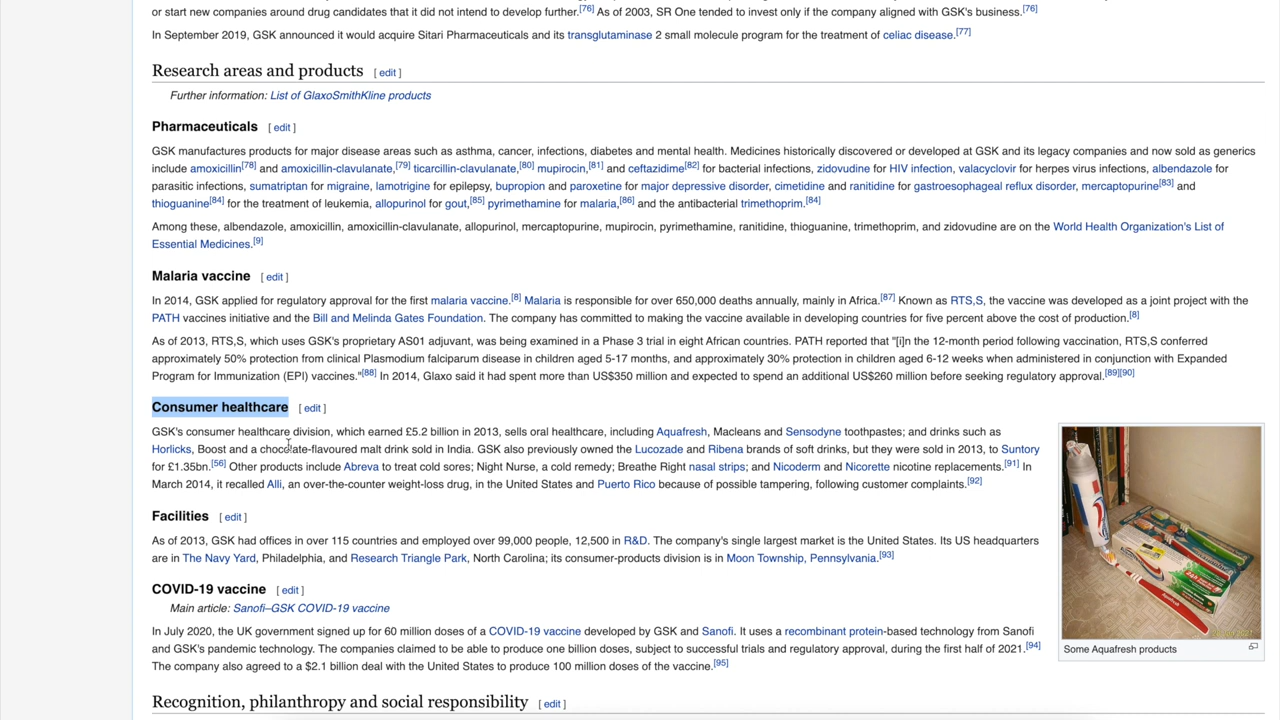 or start new companies around drug candidates that it did not intend to develop further.[76] As of 2003, SR One tended to invest only if the company aligned with GSK's business.[76]
In September 2019, GSK announced it would acquire Sitari Pharmaceuticals and its transglutaminase 2 small molecule program for the treatment of celiac disease.[77]
Research areas and products [ edit ]
Further information: List of GlaxoSmithKline products
Pharmaceuticals [ edit ]
GSK manufactures products for major disease areas such as asthma, cancer, infections, diabetes and mental health. Medicines historically discovered or developed at GSK and its legacy companies and now sold as generics
include amoxicillin[78] and amoxicillin-clavulanate,[79] ticarcillin-clavulanate,[80] mupirocin,[81] and ceftazidime[82] for bacterial infections, zidovudine for HIV infection, valacyclovir for herpes virus infections, albendazole for
parasitic infections, sumatriptan for migraine, lamotrigine for epilepsy, bupropion and paroxetine for major depressive disorder, cimetidine and ranitidine for gastroesophageal reflux disorder, mercaptopurine[83] and
thioguanine[84] for the treatment of leukemia, allopurinol for gout,[85] pyrimethamine for malaria,[86] and the antibacterial trimethoprim.[84]
Among these, albendazole, amoxicillin, amoxicillin-clavulanate, allopurinol, mercaptopurine, mupirocin, pyrimethamine, ranitidine, thioguanine, trimethoprim, and zidovudine are on the World Health Organization's List of
Essential Medicines.[9]
Malaria vaccine [ edit ]
In 2014, GSK applied for regulatory approval for the first malaria vaccine.[8] Malaria is responsible for over 650,000 deaths annually, mainly in Africa.[87] Known as RTS,S, the vaccine was developed as a joint project with the
PATH vaccines initiative and the Bill and Melinda Gates Foundation. The company has committed to making the vaccine available in developing countries for five percent above the cost of production.[8]
As of 2013, RTS,S, which uses GSK's proprietary AS01 adjuvant, was being examined in a Phase 3 trial in eight African countries. PATH reported that "[i]n the 12-month period following vaccination, RTS,S conferred
approximately 50% protection from clinical Plasmodium falciparum disease in children aged 5-17 months, and approximately 30% protection in children aged 6-12 weeks when administered in conjunction with Expanded
Program for Immunization (EPI) vaccines."[88] In 2014, Glaxo said it had spent more than US$350 million and expected to spend an additional US$260 million before seeking regulatory approval.[89][90]
Consumer healthcare [ edit ]
GSK's consumer healthcare division, which earned £5.2 billion in 2013, sells oral healthcare, including Aquafresh, Macleans and Sensodyne toothpastes; and drinks such as
Horlicks, Boost and a chocolate-flavoured malt drink sold in India. GSK also previously owned the Lucozade and Ribena brands of soft drinks, but they were sold in 2013, to Suntory
for £1.35bn.[56] Other products include Abreva to treat cold sores; Night Nurse, a cold remedy; Breathe Right nasal strips; and Nicoderm and Nicorette nicotine replacements.[91] In
March 2014, it recalled Alli, an over-the-counter weight-loss drug, in the United States and Puerto Rico because of possible tampering, following customer complaints.[92]
Some Aquafresh products
Facilities [ edit ]
As of 2013, GSK had offices in over 115 countries and employed over 99,000 people, 12,500 in R&D. The company's single largest market is the United States. Its US headquarters
are in The Navy Yard, Philadelphia, and Research Triangle Park, North Carolina; its consumer-products division is in Moon Township, Pennsylvania.[93]
COVID-19 vaccine [ edit ]
Main article: Sanofi–GSK COVID-19 vaccine
In July 2020, the UK government signed up for 60 million doses of a COVID-19 vaccine developed by GSK and Sanofi. It uses a recombinant protein-based technology from Sanofi
and GSK's pandemic technology. The companies claimed to be able to produce one billion doses, subject to successful trials and regulatory approval, during the first half of 2021.[94]
The company also agreed to a $2.1 billion deal with the United States to produce 100 million doses of the vaccine.[95]
Recognition, philanthropy and social responsibility [ edit ]